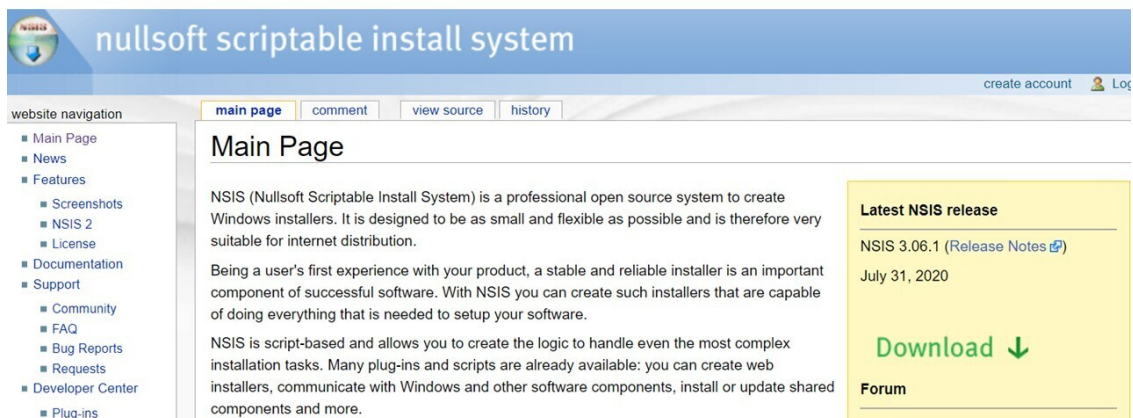 NSIS
nullsoft scriptable install system
create account
website navigation
main page
comment
view source
history
Main Page
News
Features
Screenshots
NSIS 2
License
Documentation
Support
Community
FAQ
Bug Reports
Requests
Developer Center
Plug-ins
Main Page
NSIS (Nullsoft Scriptable Install System) is a professional open source system to create
Windows installers. It is designed to be as small and flexible as possible and is therefore very
suitable for internet distribution.
Being a user's first experience with your product, a stable and reliable installer is an important
component of successful software. With NSIS you can create such installers that are capable
of doing everything that is needed to setup your software.
NSIS is script-based and allows you to create the logic to handle even the most complex
installation tasks. Many plug-ins and scripts are already available: you can create web
installers, communicate with Windows and other software components, install or update shared
components and more.
Latest NSIS release
NSIS 3.06.1 (Release Notes)
July 31, 2020
Download
Forum